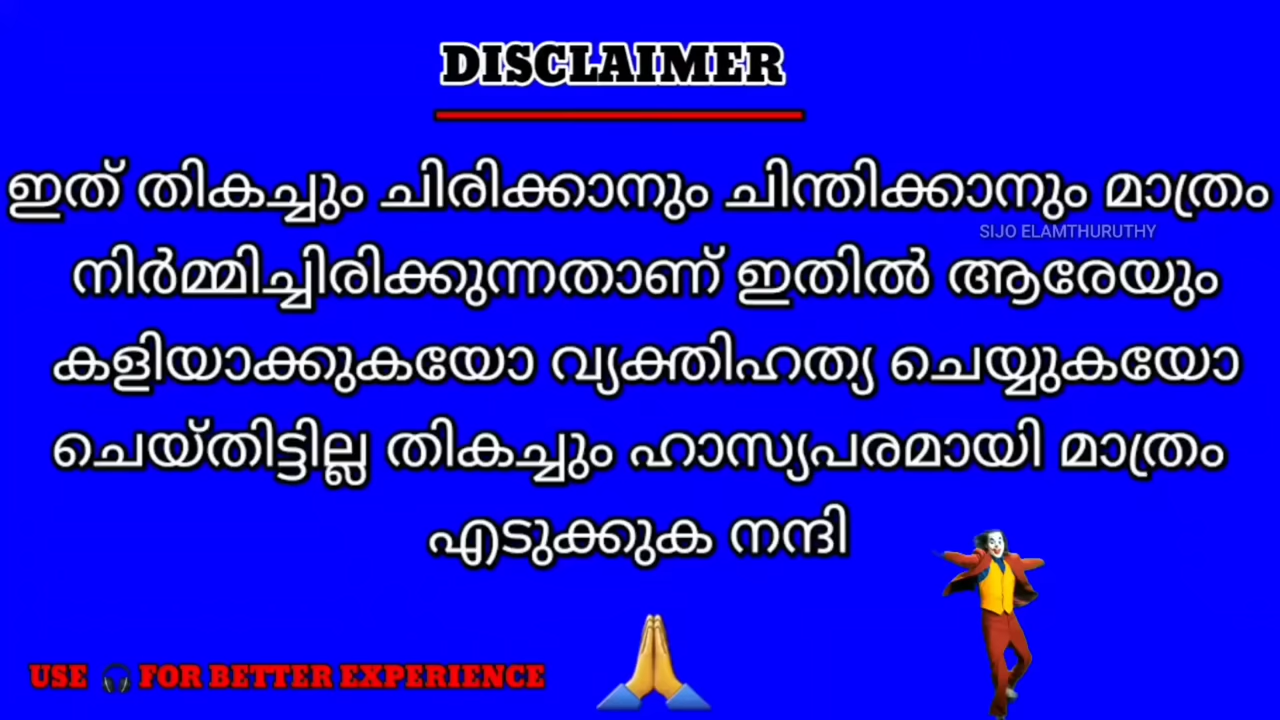 DISCLAIMER
ഇത് തികച്ചും ചിരിക്കാനും ചിന്തിക്കാനും മാത്രം
SIJO ELAMTHURUTHY
നിർമ്മിച്ചിരിക്കുന്നതാണ് ഇതിൽ ആരേയും
കളിയാക്കുകയോ വ്യക്തിഹത്യ ചെയ്യുകയോ
ചെയ്തിട്ടില്ല തികച്ചും ഹാസ്യപരമായി മാത്രം
എടുക്കുക നന്ദി
USE 🎧 FOR BETTER EXPERIENCE